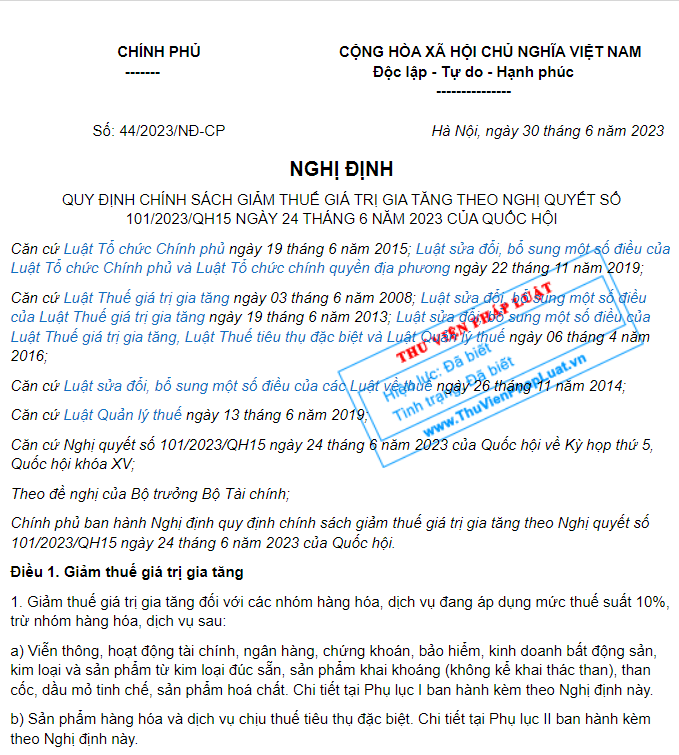 CHÍNH PHỦ
-------
CỘNG HÒA XÃ HỘI CHỦ NGHĨA VIỆT NAM
Độc lập - Tự do - Hạnh phúc
---------------
Số: 44/2023/NĐ-CP
Hà Nội, ngày 30 tháng 6 năm 2023
NGHỊ ĐỊNH
QUY ĐỊNH CHÍNH SÁCH GIẢM THUẾ GIÁ TRỊ GIA TĂNG THEO NGHỊ QUYẾT SỐ
101/2023/QH15 NGÀY 24 THÁNG 6 NĂM 2023 CỦA QUỐC HỘI
Căn cứ Luật Tổ chức Chính phủ ngày 19 tháng 6 năm 2015; Luật sửa đổi, bổ sung một số điều của
Luật Tổ chức Chính phủ và Luật Tổ chức chính quyền địa phương ngày 22 tháng 11 năm 2019;
Căn cứ Luật Thuế giá trị gia tăng ngày 03 tháng 6 năm 2008; Luật sửa đổi, bổ sung một số điều
của Luật Thuế giá trị gia tăng ngày 19 tháng 6 năm 2013; Luật sửa đổi, bổ sung một số điều của
Luật Thuế giá trị gia tăng, Luật Thuế tiêu thụ đặc biệt và Luật Quản lý thuế ngày 06 tháng 4 năm
2016;
Căn cứ Luật sửa đổi, bổ sung một số điều của các Luật về thuế ngày 26 tháng 11 năm 2014;
Căn cứ Luật Quản lý thuế ngày 13 tháng 6 năm 2019;
Căn cứ Nghị quyết số 101/2023/QH15 ngày 24 tháng 6 năm 2023 của Quốc hội về Kỳ họp thứ 5,
Quốc hội khóa XV;
Theo đề nghị của Bộ trưởng Bộ Tài chính;
Chính phủ ban hành Nghị định quy định chính sách giảm thuế giá trị gia tăng theo Nghị quyết số
101/2023/QH15 ngày 24 tháng 6 năm 2023 của Quốc hội.
Điều 1. Giảm thuế giá trị gia tăng
1. Giảm thuế giá trị gia tăng đối với các nhóm hàng hóa, dịch vụ đang áp dụng mức thuế suất 10%,
trừ nhóm hàng hóa, dịch vụ sau:
a) Viễn thông, hoạt động tài chính, ngân hàng, chứng khoán, bảo hiểm, kinh doanh bất động sản,
kim loại và sản phẩm từ kim loại đúc sẵn, sản phẩm khai khoáng (không kể khai thác than), than
cốc, dầu mỏ tinh chế, sản phẩm hoá chất. Chi tiết tại Phụ lục I ban hành kèm theo Nghị định này.
b) Sản phẩm hàng hóa và dịch vụ chịu thuế tiêu thụ đặc biệt. Chi tiết tại Phụ lục II ban hành kèm
theo Nghị định này.
THƯ VIỆN PHÁP LUẬT
Hiệu lực: Đã biết
Tình trạng: Đã biết
www.ThuVienPhapLuat.vn